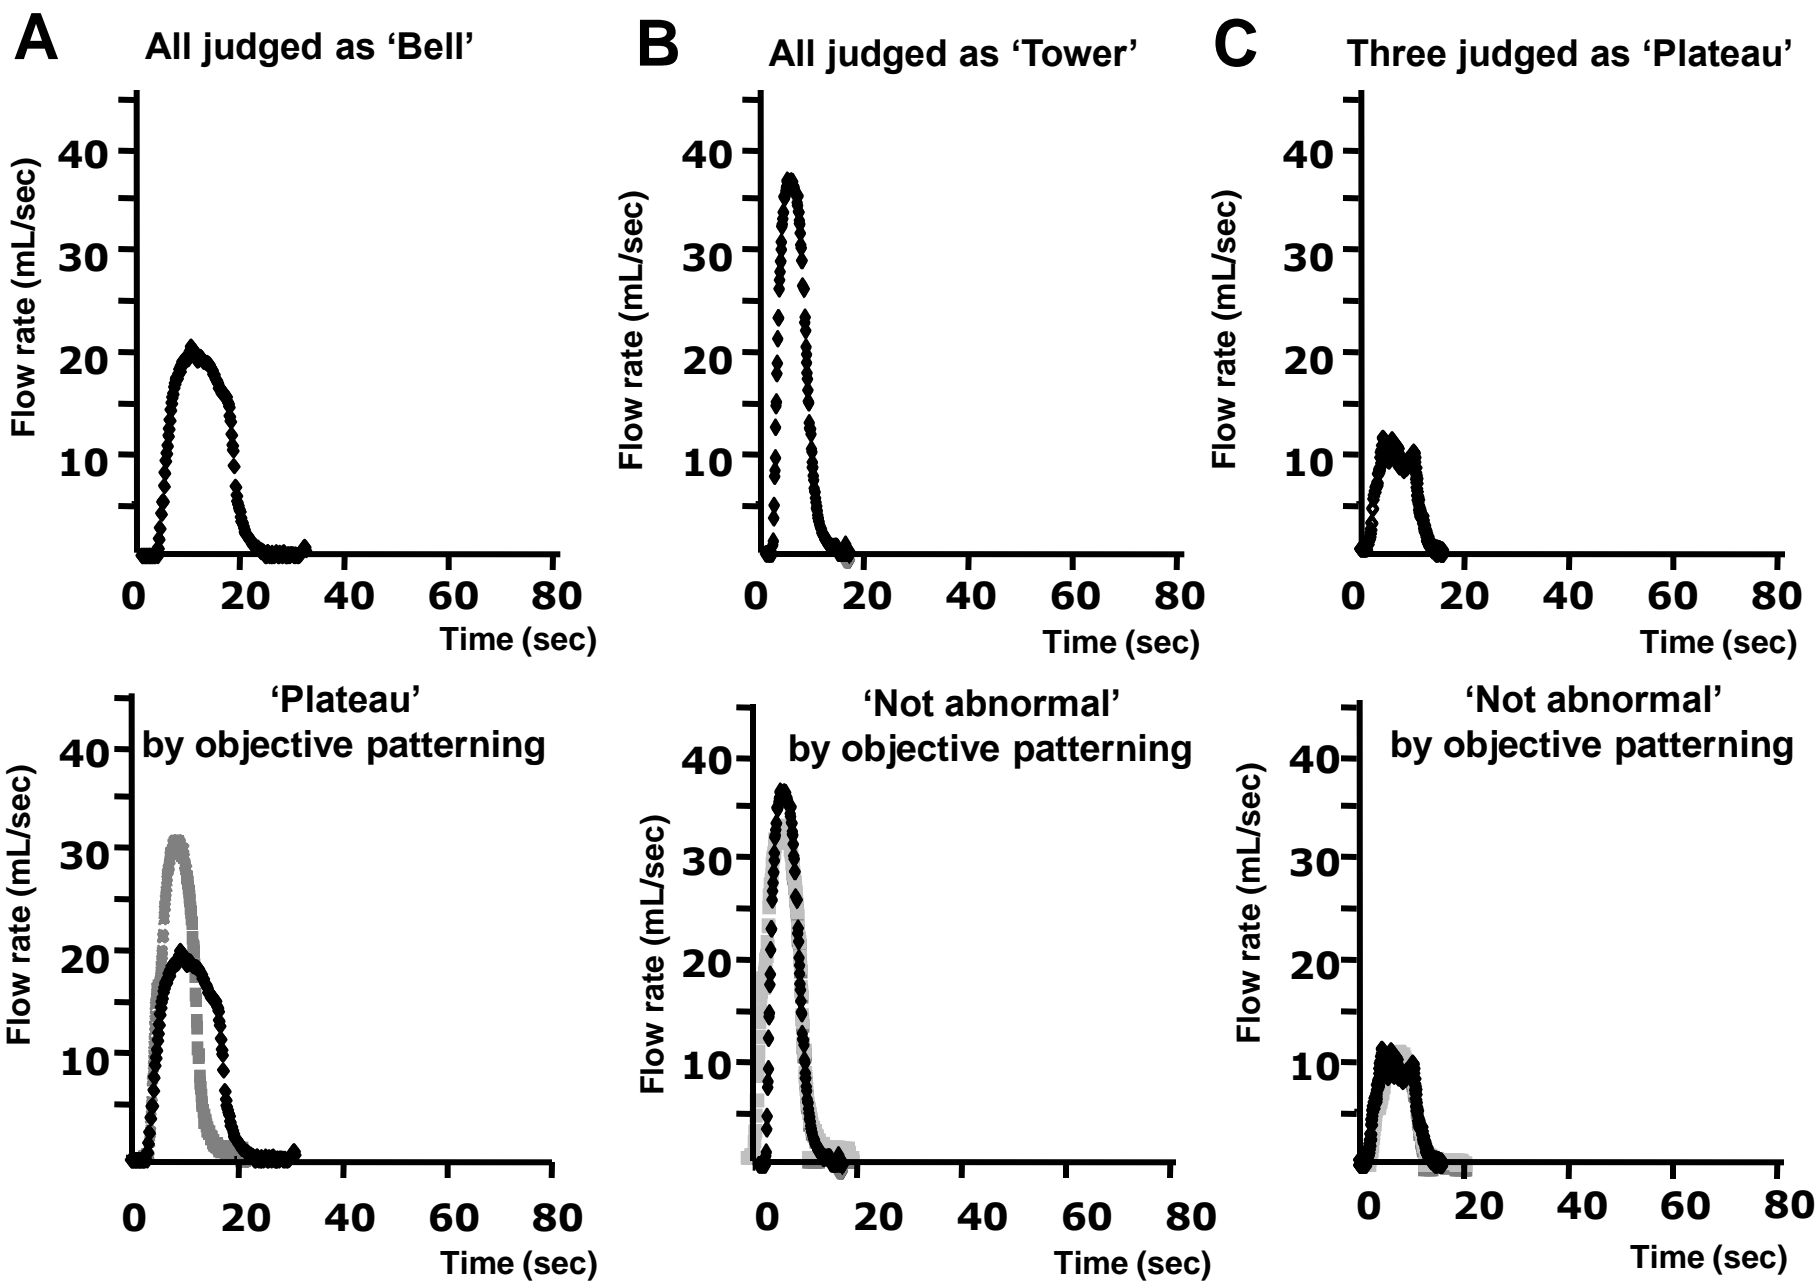 A
All judged as ‘Bell’
Flow rate (mL/sec)
40
30
20
10
0 20 40 60 80
Time (sec)
B
All judged as ‘Tower’
Flow rate (mL/sec)
40
30
20
10
0 20 40 60 80
Time (sec)
C
Three judged as ‘Plateau’
Flow rate (mL/sec)
40
30
20
10
0 20 40 60 80
Time (sec)
‘Plateau’
by objective patterning
Flow rate (mL/sec)
40
30
20
10
0 20 40 60 80
Time (sec)
‘Not abnormal’
by objective patterning
Flow rate (mL/sec)
40
30
20
10
0 20 40 60 80
Time (sec)
‘Not abnormal’
by objective patterning
Flow rate (mL/sec)
40
30
20
10
0 20 40 60 80
Time (sec)